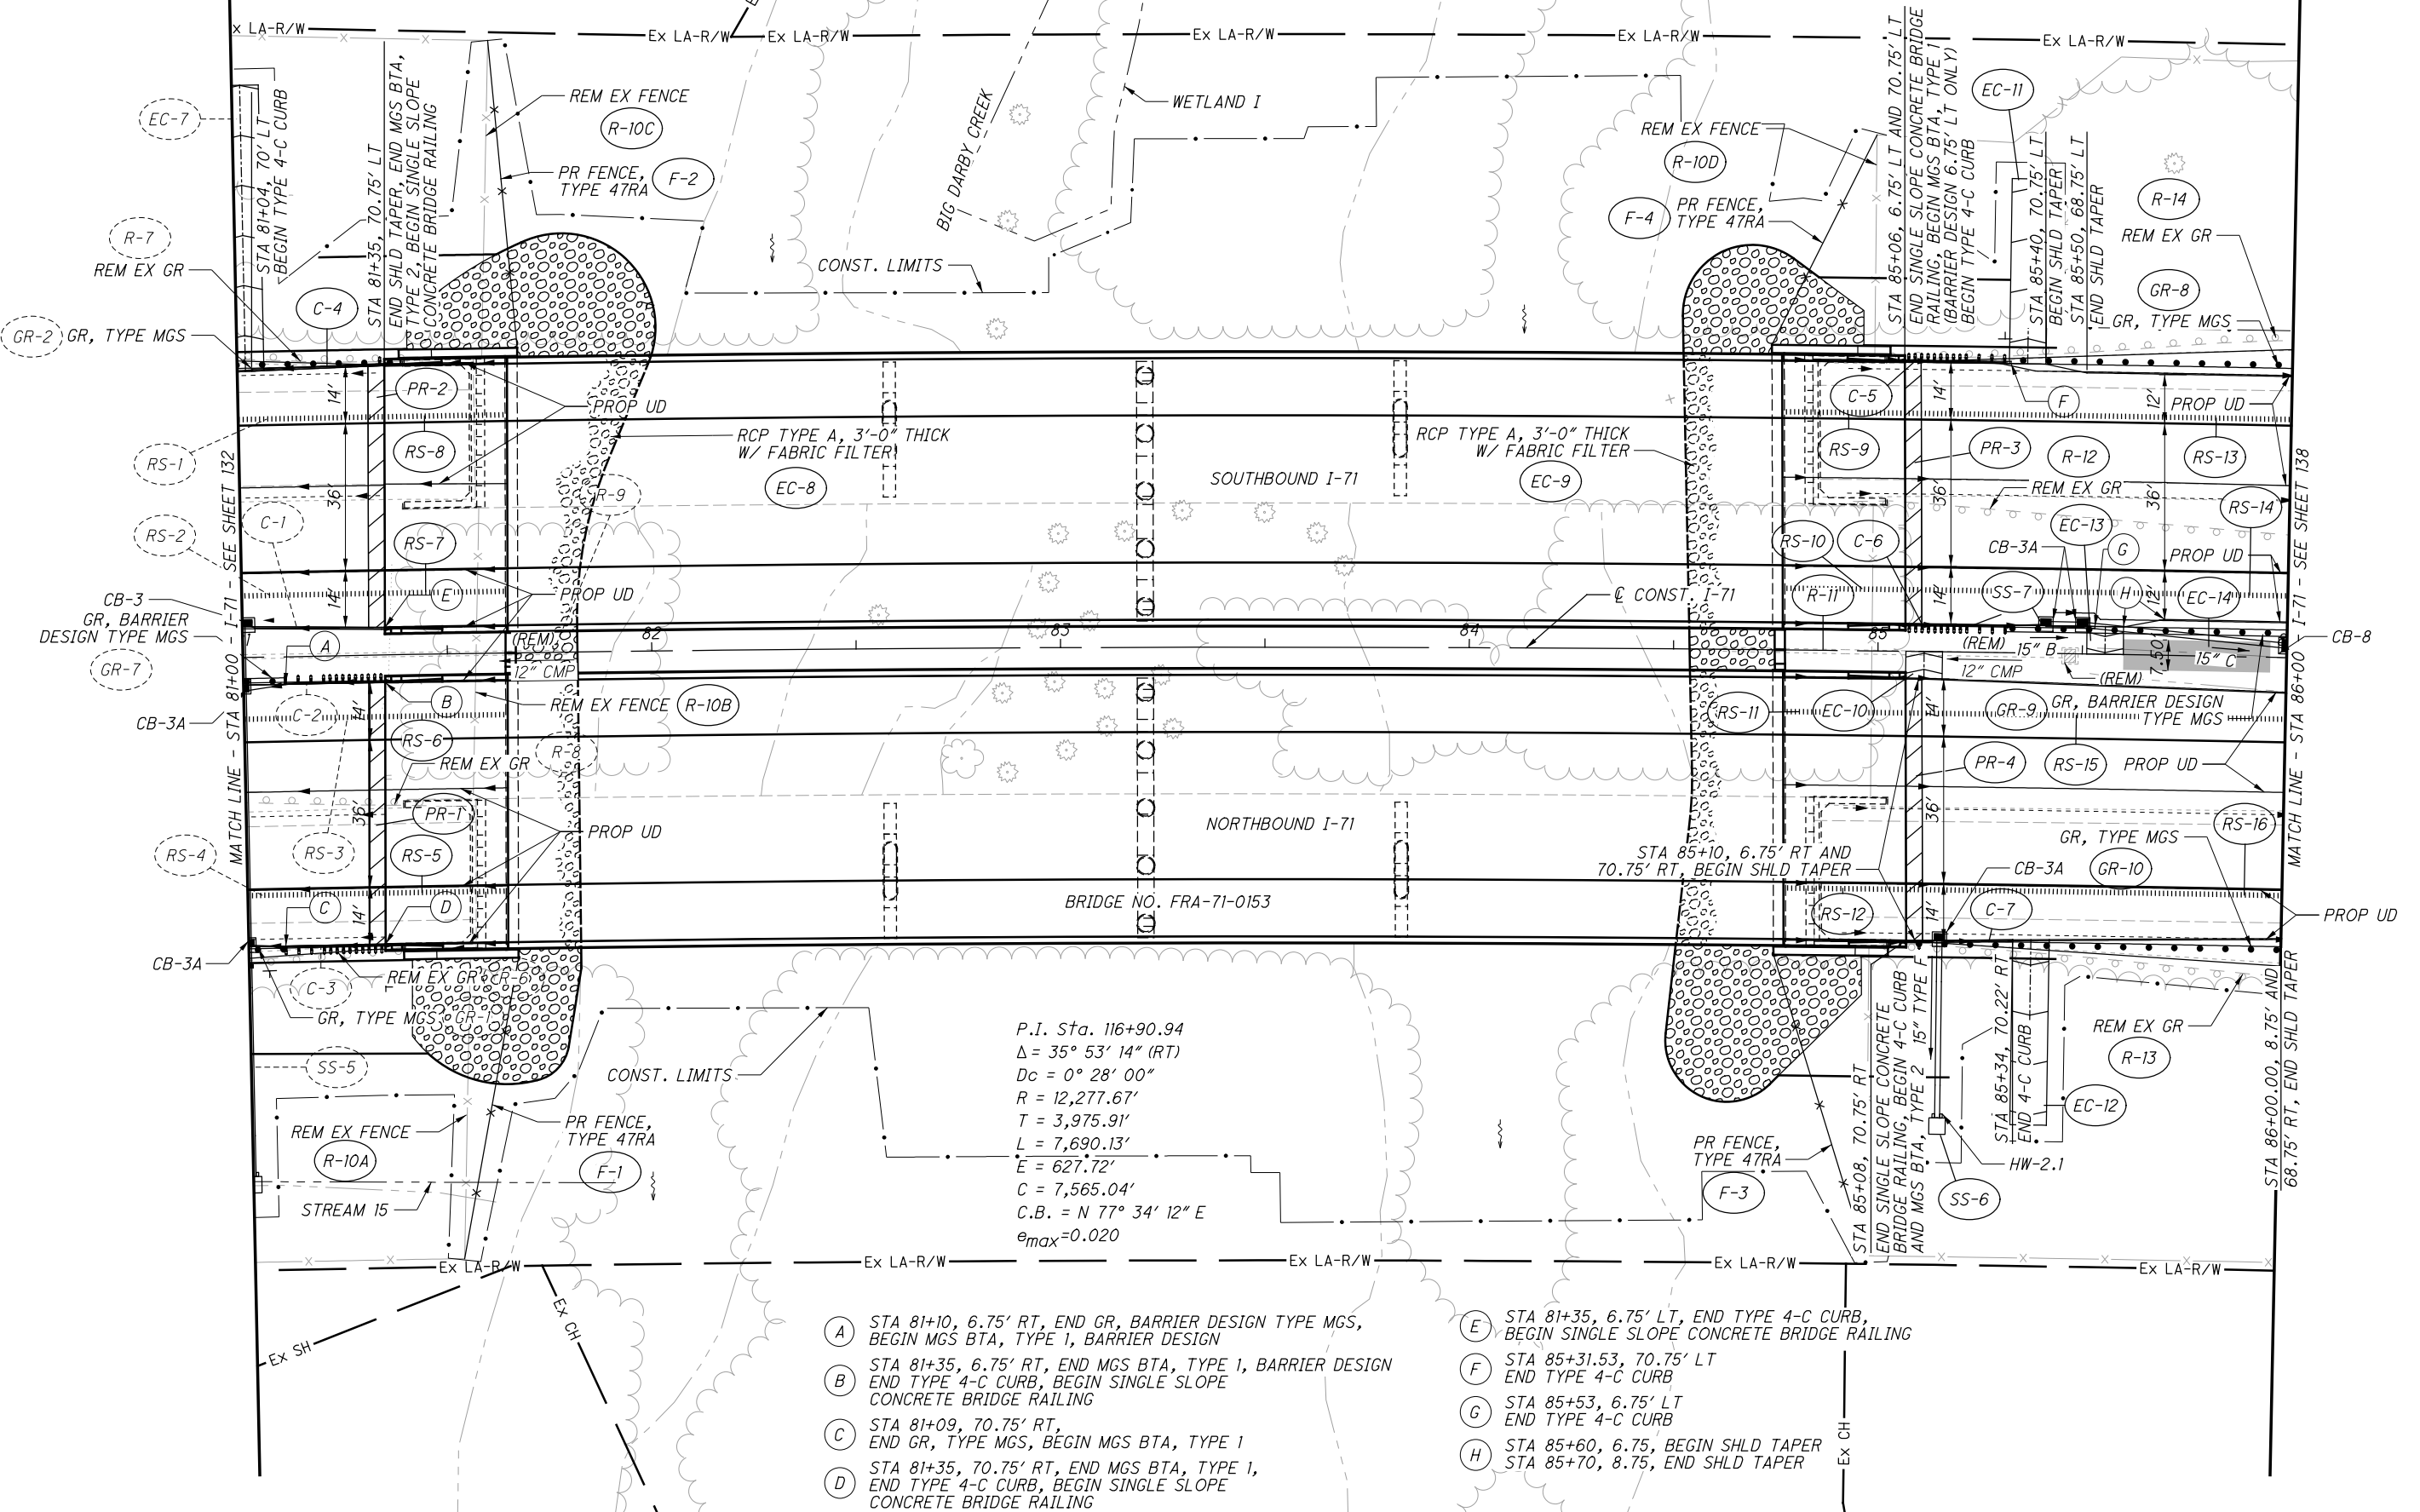 x LA-R/W
Ex LA-R/W
Ex LA-R/W
Ex LA-R/W
Ex LA-R/W
Ex LA-R/W
EC-7
STA 81+04, 70' LT
BEGIN TYPE 4-C CURB
STA 81+35, 70.75' LT
END SHLD TAPER, END MGS BTA,
TYPE 2, BEGIN SINGLE SLOPE
CONCRETE BRIDGE RAILING
REM EX FENCE
R-10C
PR FENCE,
TYPE 47RA
F-2
BIG DARBY CREEK
WETLAND I
CONST. LIMITS
REM EX FENCE
R-10D
PR FENCE,
TYPE 47RA
F-4
STA 85+06, 6.75' LT AND 70.75' LT
END SINGLE SLOPE CONCRETE BRIDGE
RAILING, BEGIN MGS BTA, TYPE 1
(BARRIER DESIGN 6.75' LT ONLY)
BEGIN TYPE 4-C CURB
EC-11
STA 85+40, 70.75' LT
BEGIN SHLD TAPER
STA 85+50, 68.75' LT
END SHLD TAPER
R-14
REM EX GR
GR-8
GR, TYPE MGS
R-7
REM EX GR
C-4
GR-2
GR, TYPE MGS
14'
PR-2
PROP UD
RS-1
RS-8
36'
RCP TYPE A, 3'-0" THICK
W/ FABRIC FILTER
EC-8
R-9
SOUTHBOUND I-71
RCP TYPE A, 3'-0" THICK
W/ FABRIC FILTER
EC-9
C-5
14'
F
12'
PROP UD
RS-9
PR-3
R-12
RS-13
36'
REM EX GR
36'
RS-14
RS-2
C-1
RS-7
RS-10
C-6
EC-13
CB-3A
G
PROP UD
MATCH LINE - STA 81+00 - I-71 - SEE SHEET 132
MATCH LINE - STA 86+00 - I-71 - SEE SHEET 138
CB-3
GR, BARRIER
DESIGN TYPE MGS
GR-7
14'
E
PROP UD
℄ CONST. I-71
R-11
14'
SS-7
H
12'
EC-14
A
(REM)
82
83
84
85
(REM)
15" B
7.50'
15" C
CB-8
12" CMP
12" CMP
(REM)
CB-3A
C-2
14'
B
REM EX FENCE
R-10B
RS-11
EC-10
14'
GR-9
GR, BARRIER DESIGN
TYPE MGS
RS-6
R-8
REM EX GR
PR-4
RS-15
PROP UD
36'
PR-1
PROP UD
NORTHBOUND I-71
36'
RS-16
RS-4
RS-3
RS-5
STA 85+10, 6.75' RT AND
70.75' RT, BEGIN SHLD TAPER
GR, TYPE MGS
GR-10
CB-3A
C
14'
D
BRIDGE NO. FRA-71-0153
RS-12
14'
C-7
PROP UD
CB-3A
C-3
REM EX GR
R-6
GR, TYPE MGS
GR-1
SS-5
CONST. LIMITS
REM EX FENCE
R-10A
PR FENCE,
TYPE 47RA
F-1
STREAM 15
P.I. Sta. 116+90.94
Δ = 35° 53' 14" (RT)
Dc = 0° 28' 00"
R = 12,277.67'
T = 3,975.91'
L = 7,690.13'
E = 627.72'
C = 7,565.04'
C.B. = N 77° 34' 12" E
emax=0.020
PR FENCE,
TYPE 47RA
F-3
STA 85+08, 70.75' RT
END SINGLE SLOPE CONCRETE
BRIDGE RAILING, BEGIN 4-C CURB
AND MGS BTA, TYPE 2
15" TYPE F
STA 85+34, 70.22' RT
END 4-C CURB
REM EX GR
R-13
EC-12
HW-2.1
SS-6
STA 86+00.00, 8.75' AND
68.75' RT, END SHLD TAPER
Ex LA-R/W
Ex LA-R/W
Ex LA-R/W
Ex LA-R/W
Ex LA-R/W
Ex SH
Ex CH
Ex CH
A
STA 81+10, 6.75' RT, END GR, BARRIER DESIGN TYPE MGS,
BEGIN MGS BTA, TYPE 1, BARRIER DESIGN
B
STA 81+35, 6.75' RT, END MGS BTA, TYPE 1, BARRIER DESIGN
END TYPE 4-C CURB, BEGIN SINGLE SLOPE
CONCRETE BRIDGE RAILING
C
STA 81+09, 70.75' RT,
END GR, TYPE MGS, BEGIN MGS BTA, TYPE 1
D
STA 81+35, 70.75' RT, END MGS BTA, TYPE 1,
END TYPE 4-C CURB, BEGIN SINGLE SLOPE
CONCRETE BRIDGE RAILING
E
STA 81+35, 6.75' LT, END TYPE 4-C CURB,
BEGIN SINGLE SLOPE CONCRETE BRIDGE RAILING
F
STA 85+31.53, 70.75' LT
END TYPE 4-C CURB
G
STA 85+53, 6.75' LT
END TYPE 4-C CURB
H
STA 85+60, 6.75, BEGIN SHLD TAPER
STA 85+70, 8.75, END SHLD TAPER